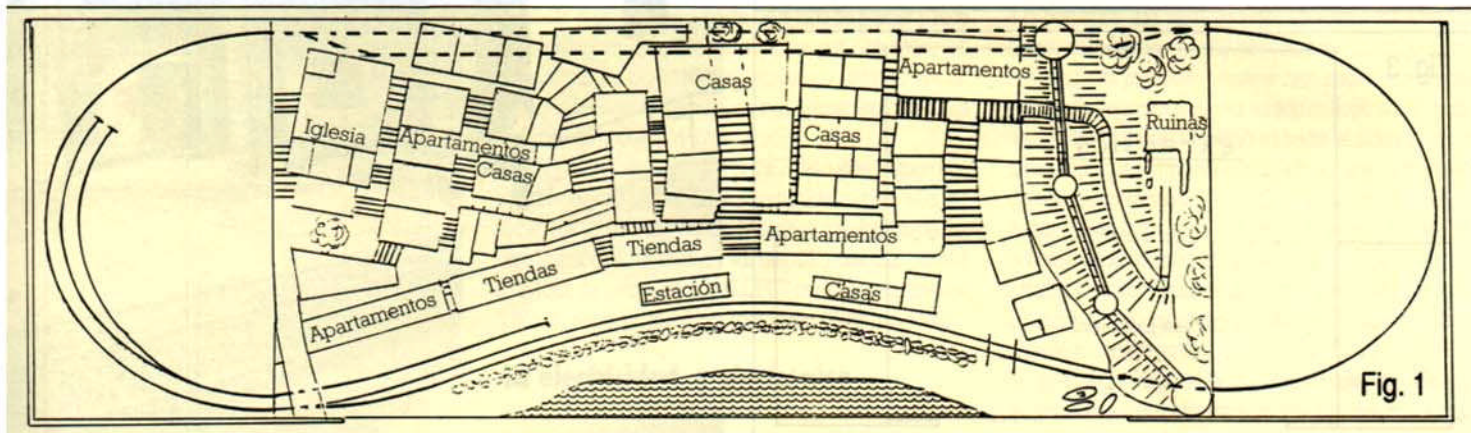 Casas
Apartamentos
Iglesia
Apartamentos
Casas
Ruinas
Casas
Tiendas
Apartamentos
Tiendas
Estación
Casas
Apartamentos
Fig. 1